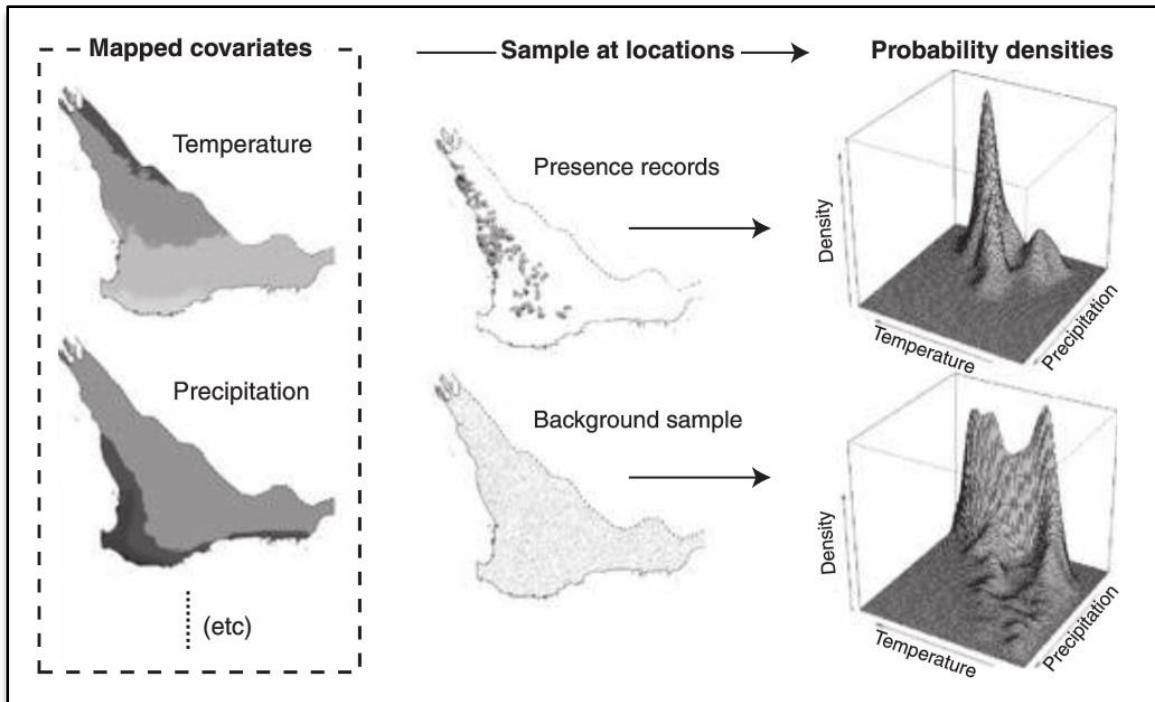 Mapped covariates
Sample at locations
Probability densities
Temperature
Presence records
Density
Temperature
Precipitation
Precipitation
Background sample
Density
Temperature
Precipitation
(etc)